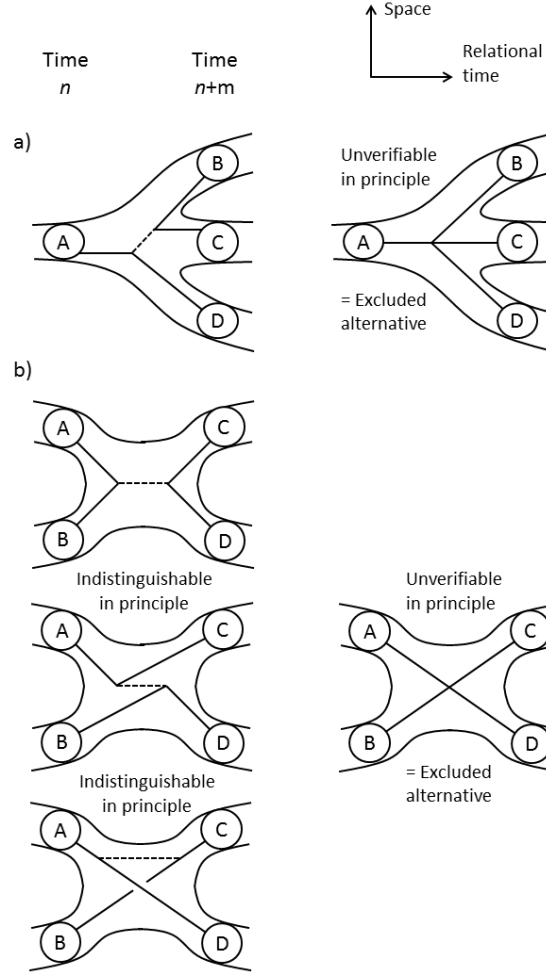 Space
Time
Time
Relational
time
n
n+m
a)
B
B
Unverifiable
in principle
A
C
A
C
= Excluded
alternative
D
D
b)
A
C
B
D
Indistinguishable
in principle
Unverifiable
in principle
A
C
A
C
B
D
B
D
Indistinguishable
in principle
= Excluded
alternative
A
C
B
D